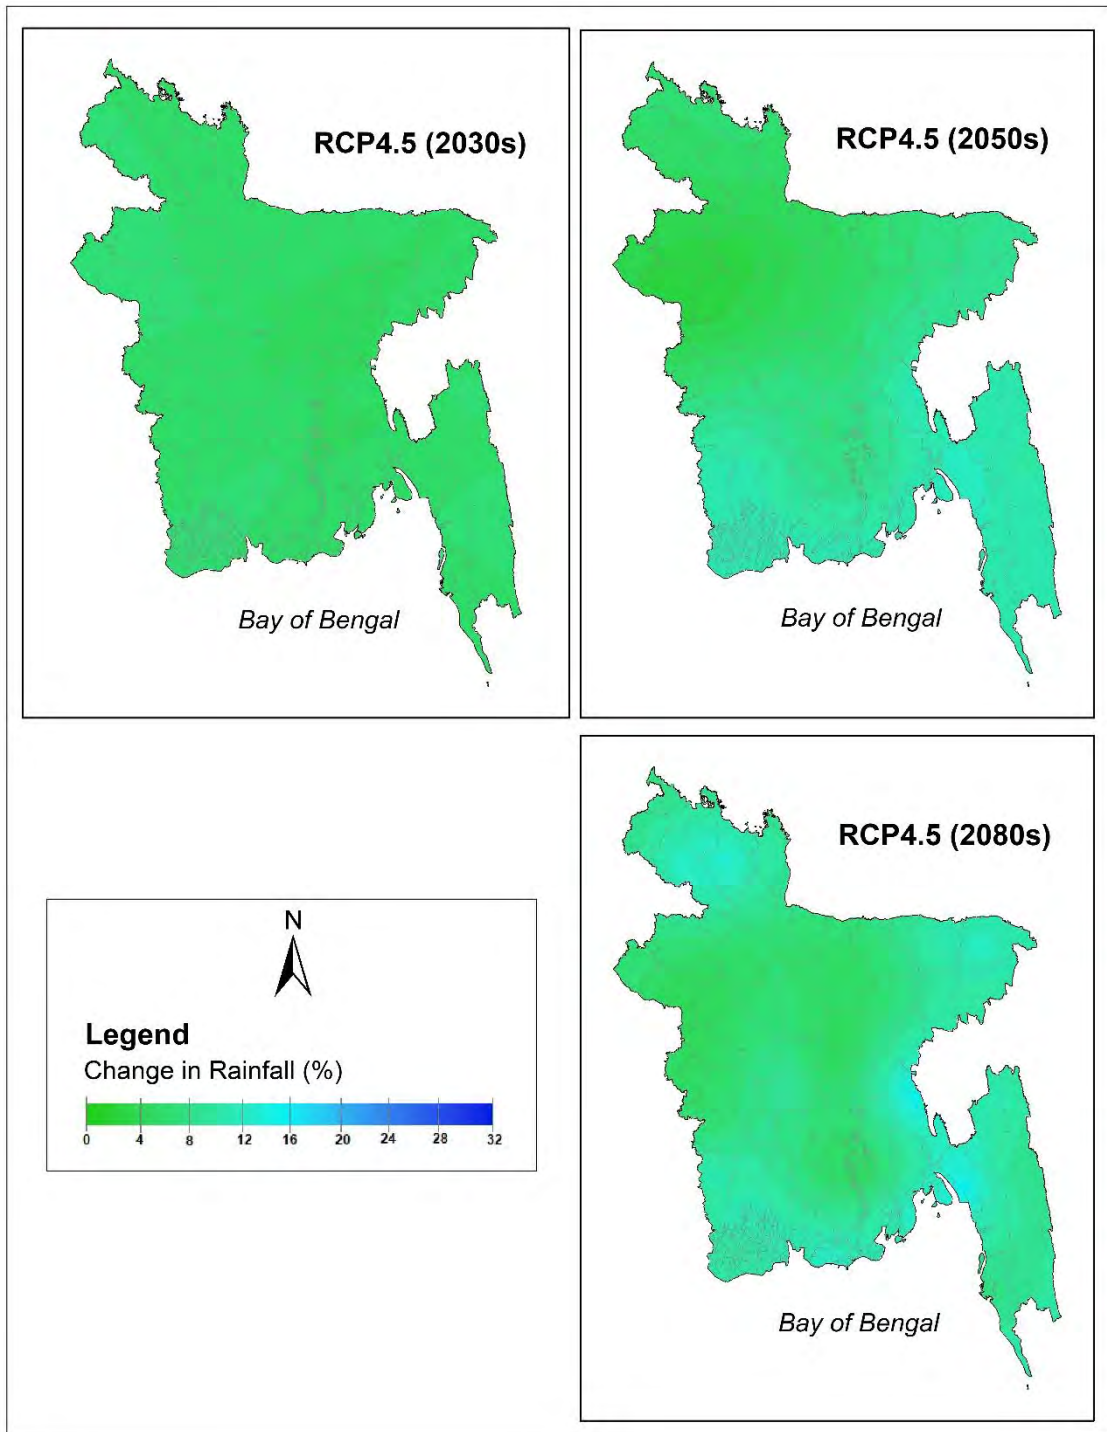 RCP4.5 (2030s)
Bay of Bengal
RCP4.5 (2050s)
Bay of Bengal
N
Legend
Change in Rainfall (%)
0 4 8 12 16 20 24 28 32
RCP4.5 (2080s)
Bay of Bengal